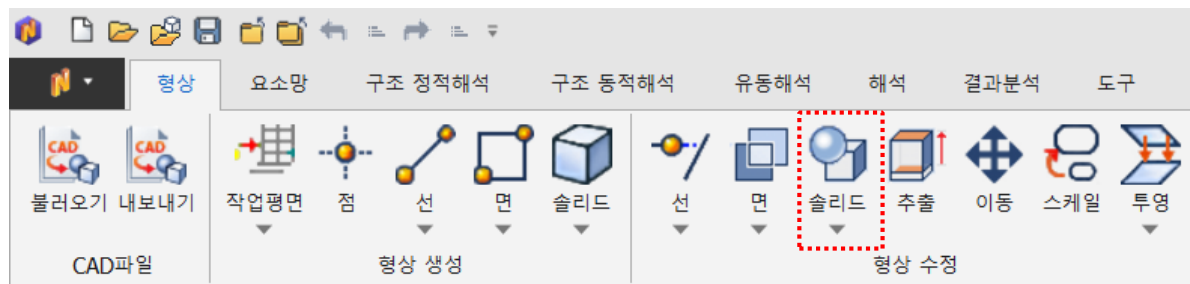 형상 요소망 구조 정적해석 구조 동적해석 유동해석 해석 결과분석 도구
CAD CAD
불러오기 내보내기 작업평면 점 선 면 솔리드 선 면 솔리드 추출 이동 스케일 투영
CAD파일 형상 생성 형상 수정